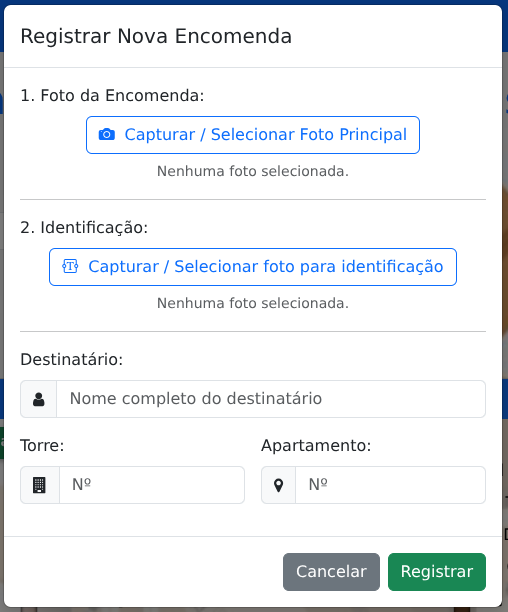 Registrar Nova Encomenda
1. Foto da Encomenda:
Capturar / Selecionar Foto Principal
Nenhuma foto selecionada.
2. Identificação:
Capturar / Selecionar foto para identificação
Nenhuma foto selecionada.
Destinatário:
Nome completo do destinatário
Torre: Apartamento:
Nº Nº
Cancelar Registrar